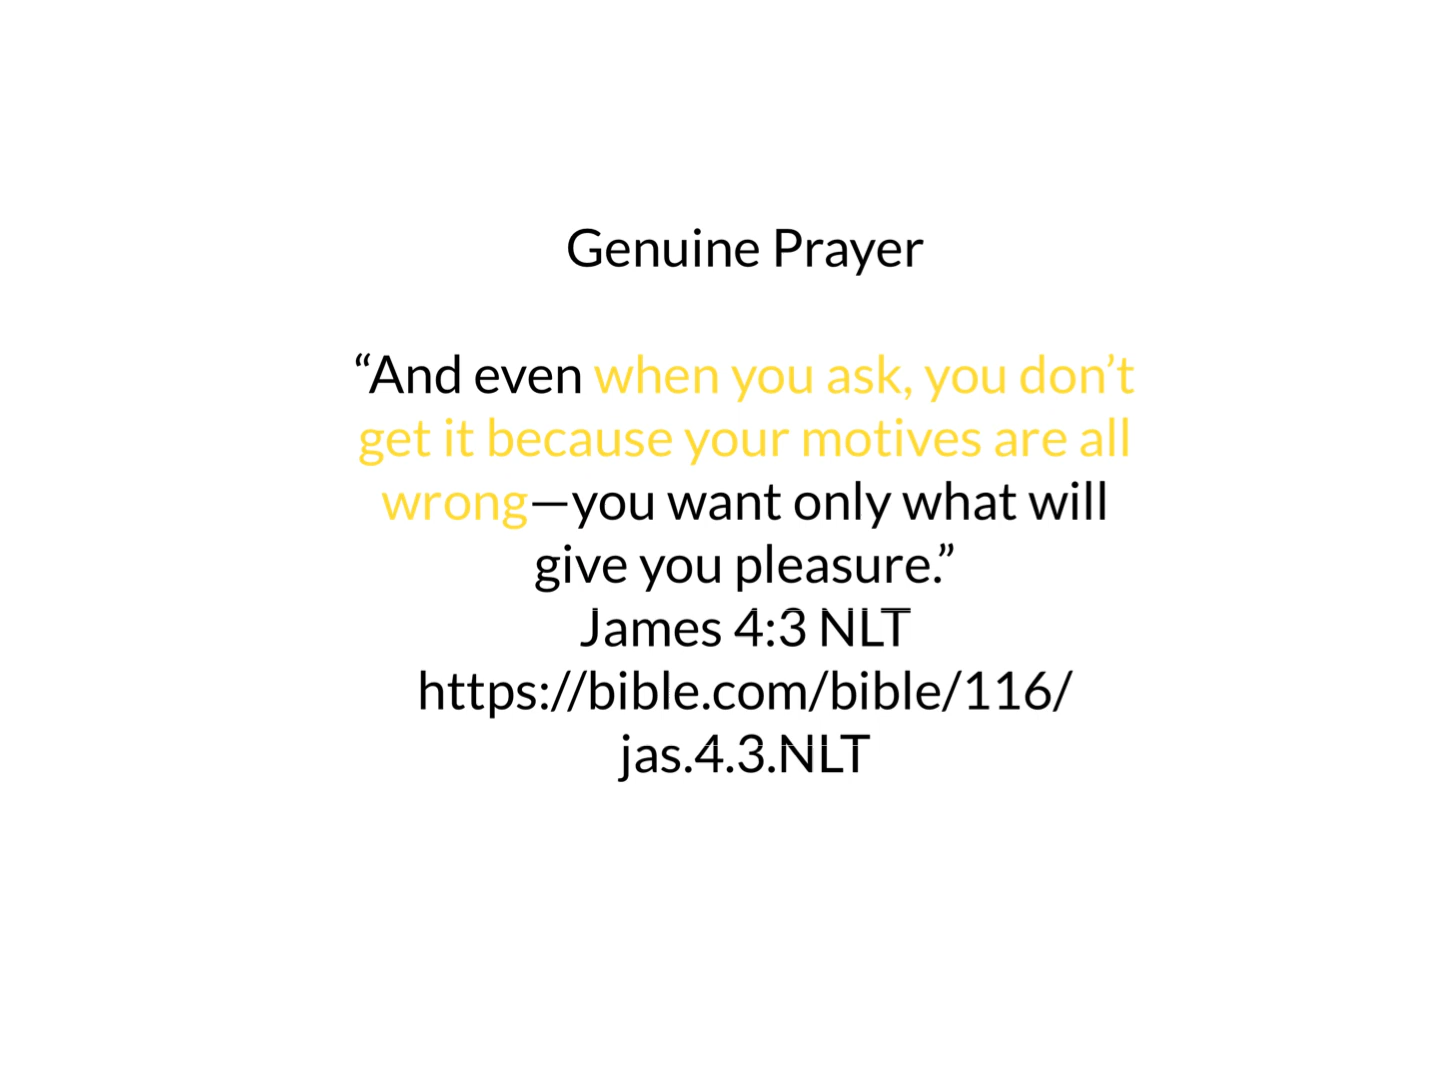 Genuine Prayer
“And even when you ask, you don’t
get it because your motives are all
wrong—you want only what will
give you pleasure.”
James 4:3 NLT
https://bible.com/bible/116/
jas.4.3.NLT